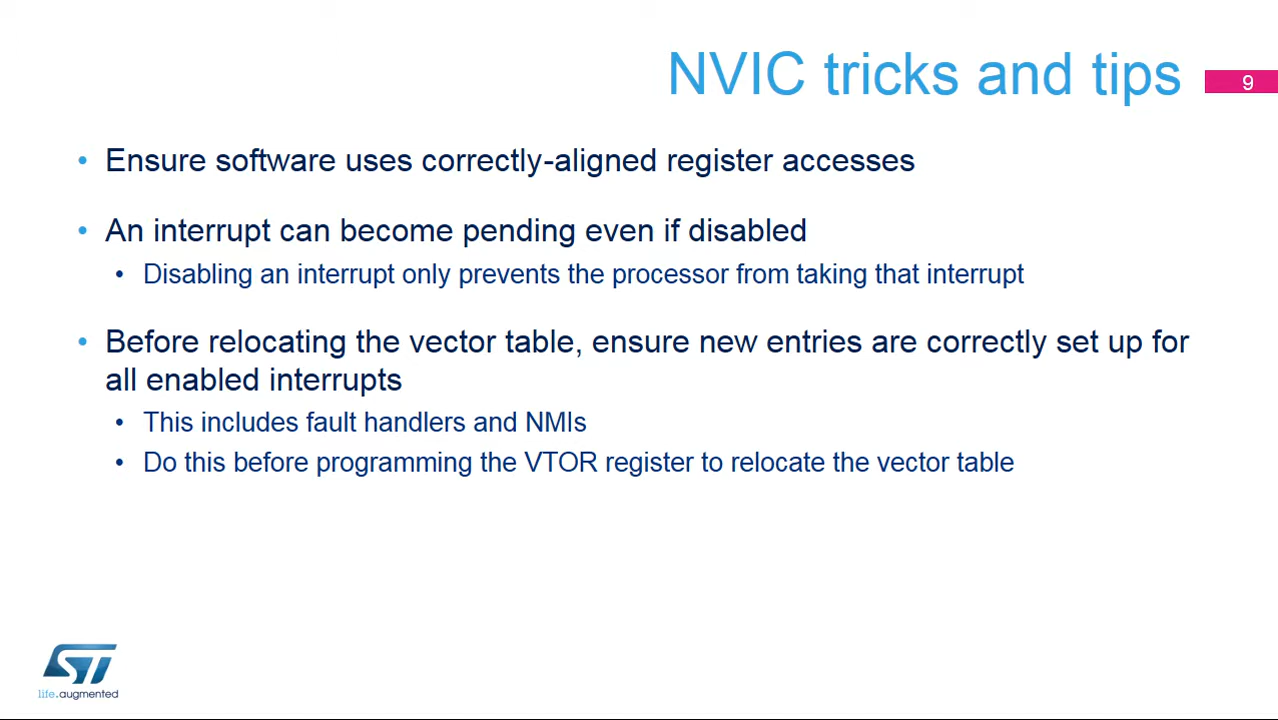 NVIC tricks and tips
9
• Ensure software uses correctly-aligned register accesses
• An interrupt can become pending even if disabled
• Disabling an interrupt only prevents the processor from taking that interrupt
• Before relocating the vector table, ensure new entries are correctly set up for
all enabled interrupts
• This includes fault handlers and NMIs
• Do this before programming the VTOR register to relocate the vector table
ST
life.augmented